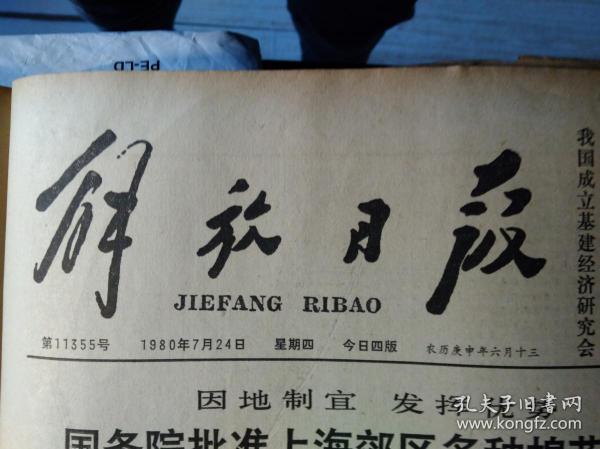 PE-LD
解放日报
JIEFANG RIBAO
第11355号 1980年7月24日 星期四 今日四版 农历庚申年六月十三
我国成立基建经济研究会
因地制宜 发挥优势
国务院批准上海郊区多种棉花
孔夫子旧书网